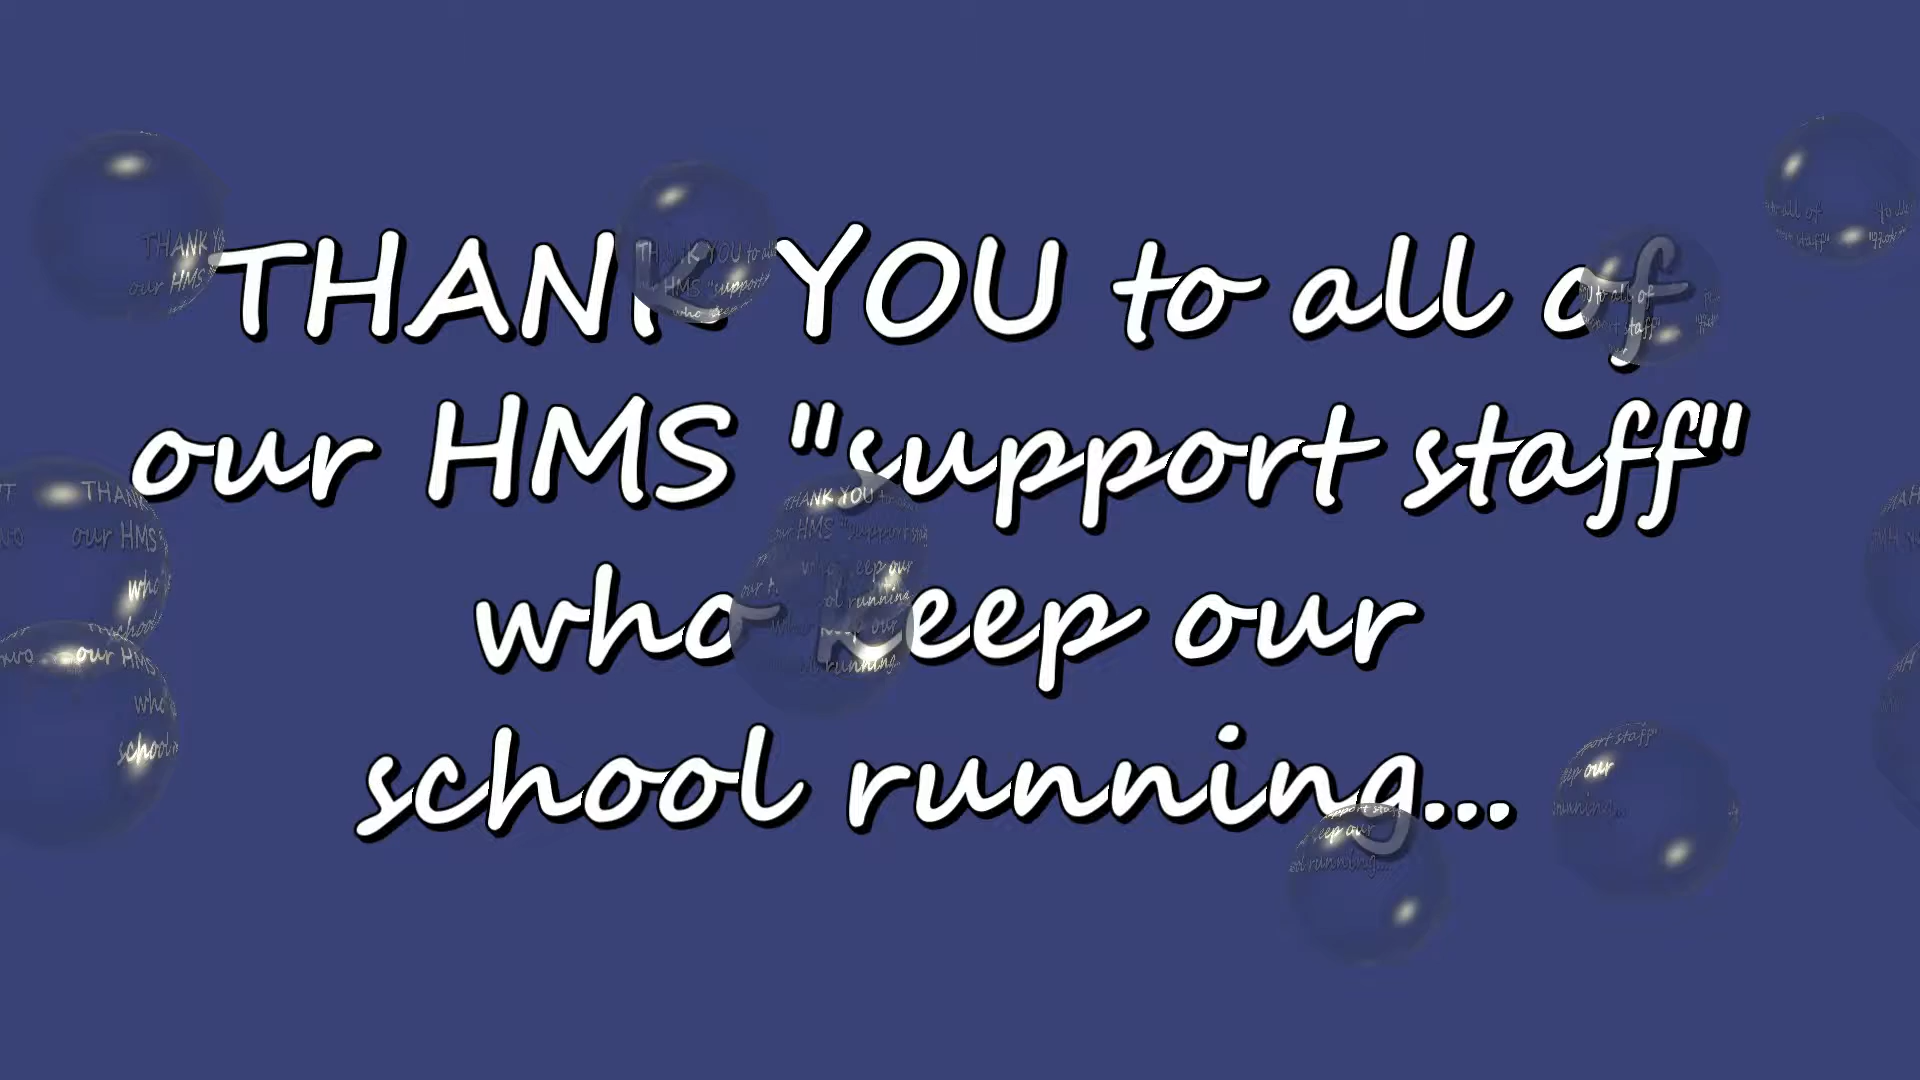 THANK YOU to all of
our HMS "support staff"
who keep our
school running...